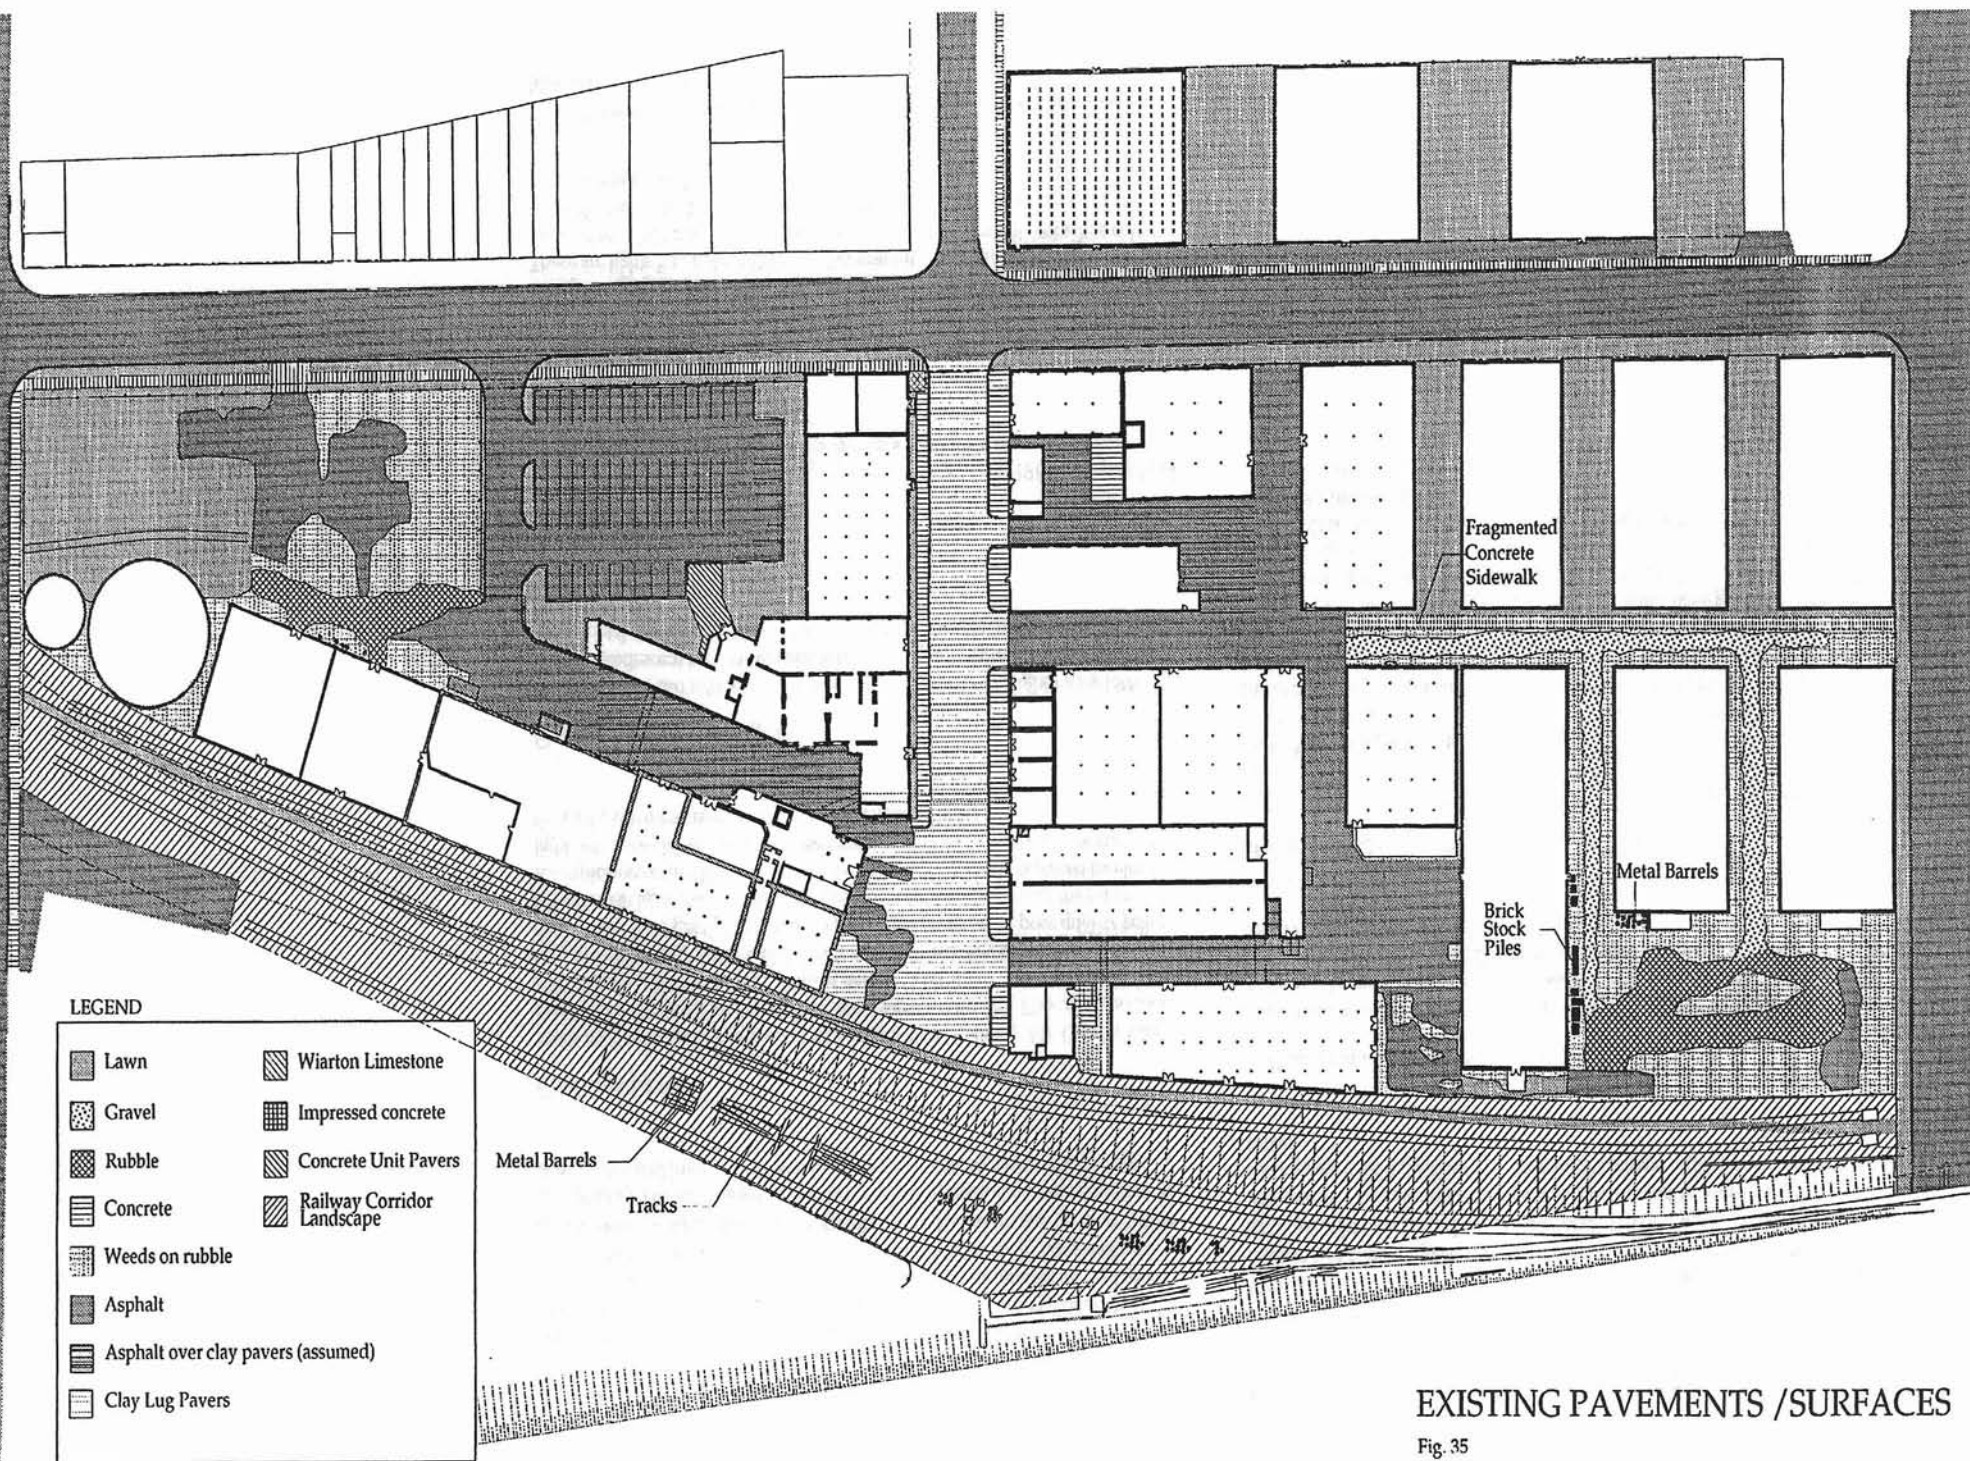 Fragmented
Concrete
Sidewalk
Metal Barrels
Brick
Stock
Piles
LEGEND
Lawn
Gravel
Rubble
Concrete
Weeds on rubble
Asphalt
Asphalt over clay pavers (assumed)
Clay Lug Pavers
Wiarton Limestone
Impressed concrete
Concrete Unit Pavers
Railway Corridor
Landscape
Metal Barrels
Tracks
EXISTING PAVEMENTS /SURFACES
Fig. 35